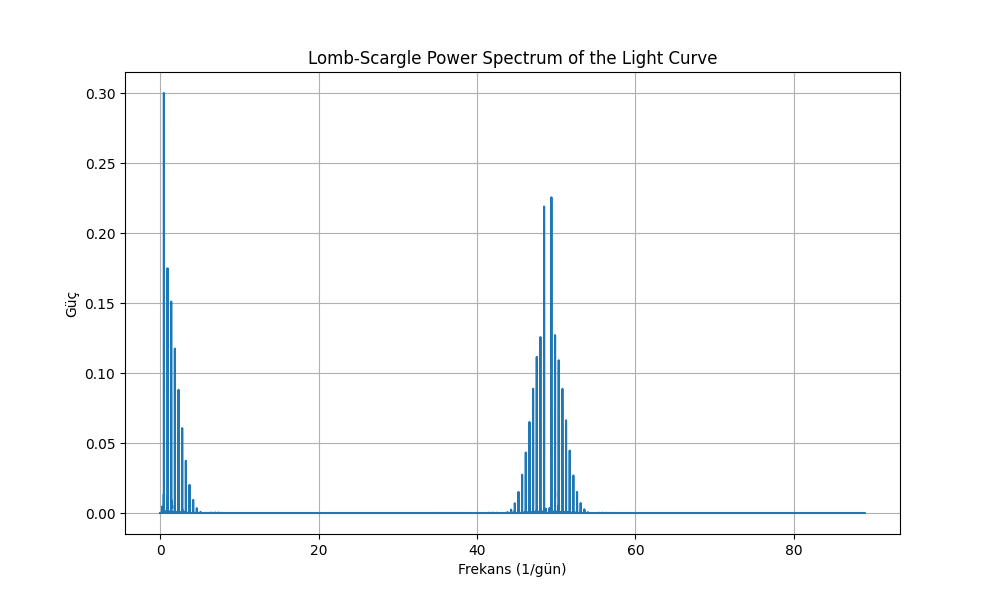 Lomb-Scargle Power Spectrum of the Light Curve
0.30
0.25
0.20
0.15
0.10
0.05
0.00
Güç
0 20 40 60 80
Frekans (1/gün)